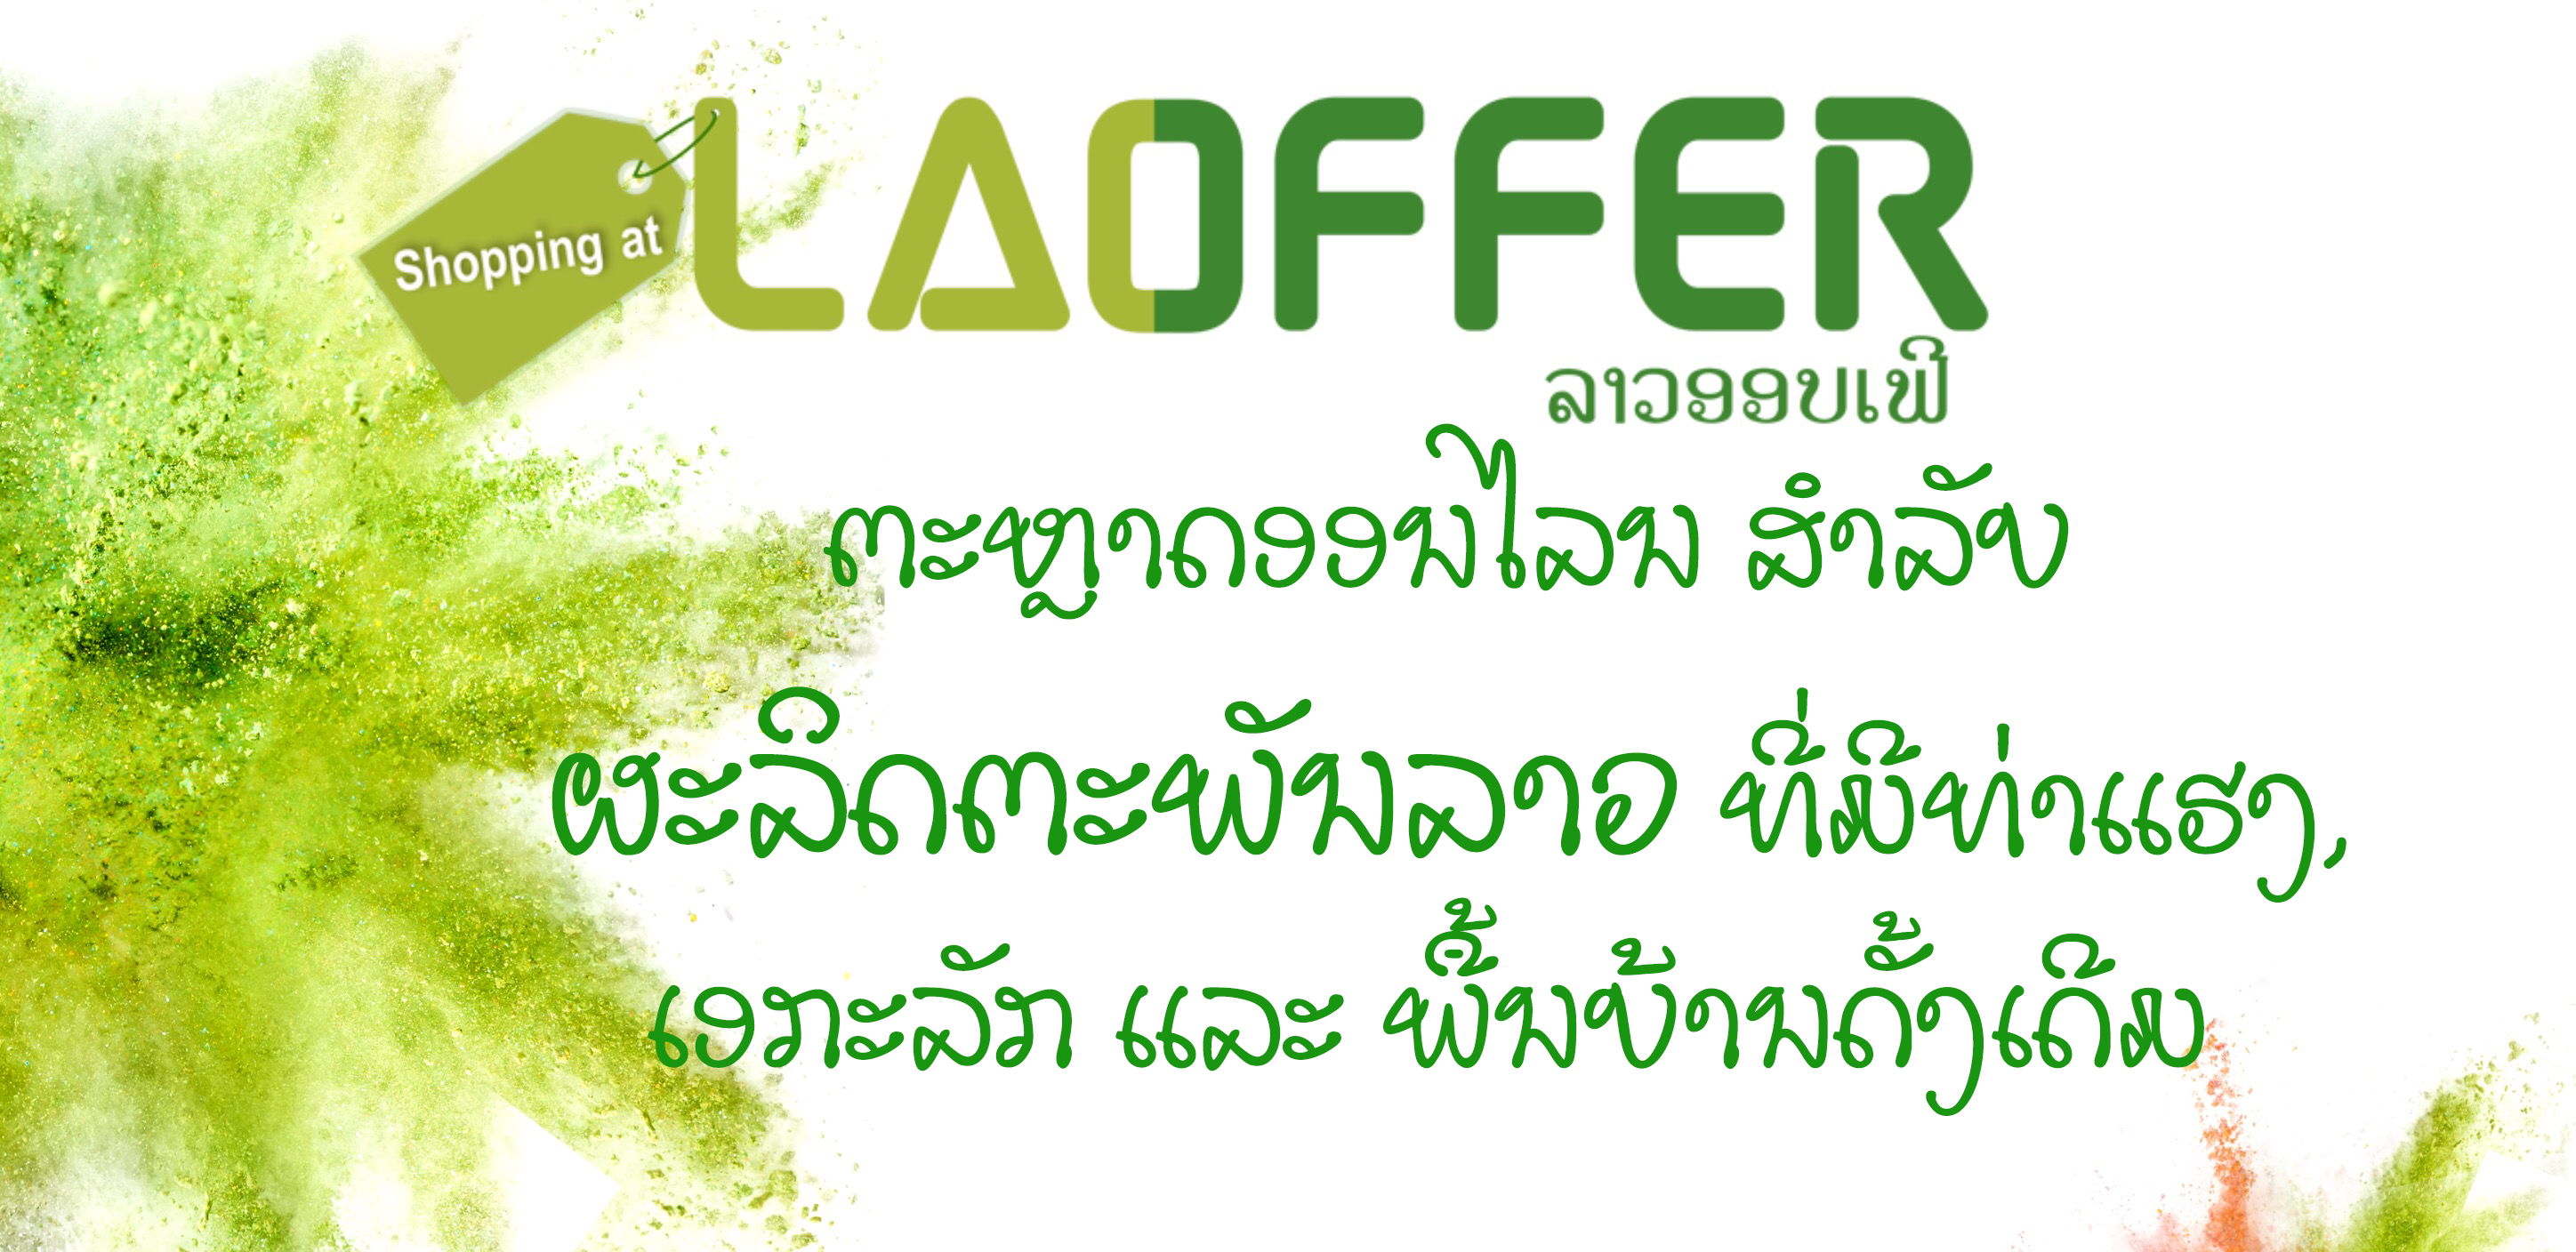 Shopping at LAOFFER
ລາວອອບເຟີ
ຕະຫຼາດອອນໄລນ ສຳລັບ
ຜະລິດຕະພັນລາວ ທີ່ມີທ່າແຮງ,
ເອກະລັກ ແລະ ພື້ນບ້ານດັ້ງເດີມ